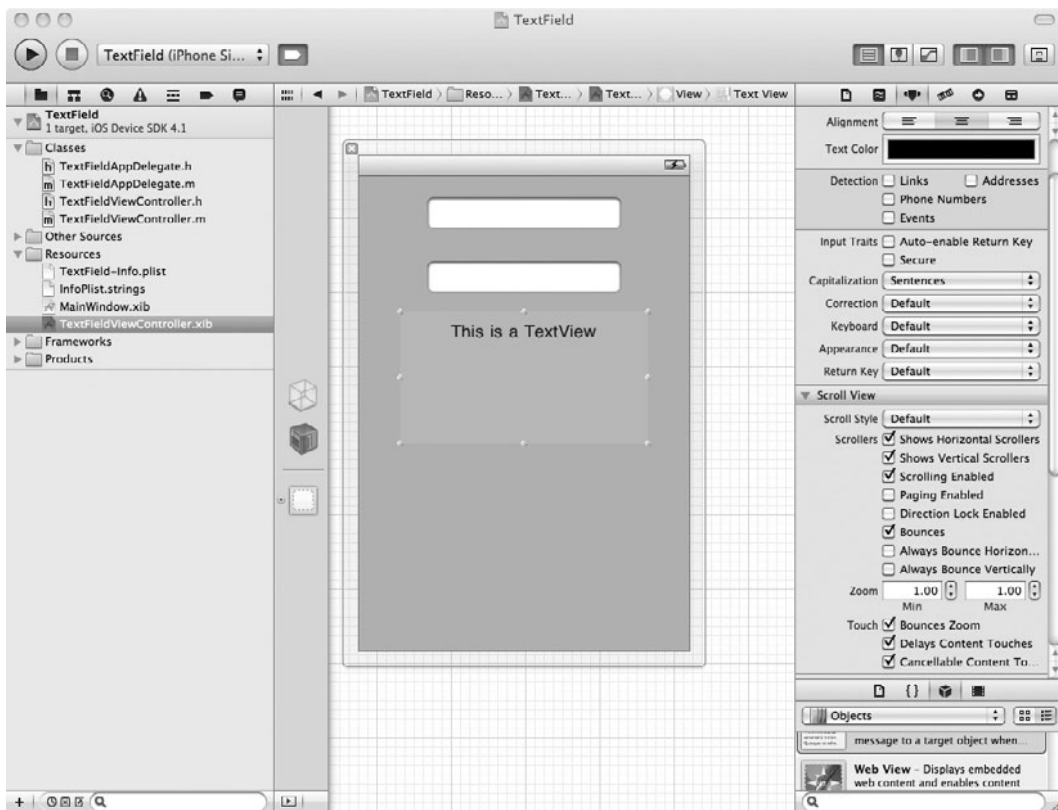 TextField
TextField (iPhone Si...
TextField
1 target, iOS Device SDK 4.1
Classes
TextFieldAppDelegate.h
TextFieldAppDelegate.m
TextFieldViewController.h
TextFieldViewController.m
Other Sources
Resources
TextField-Info.plist
InfoPlist.strings
MainWindow.xib
TextFieldViewController.xib
Frameworks
Products
TextField
Reso...
Text...
Text...
View
Text View
This is a TextView
Alignment
Text Color
Detection
Links
Addresses
Phone Numbers
Events
Input Traits
Auto-enable Return Key
Secure
Capitalization Sentences
Correction Default
Keyboard Default
Appearance Default
Return Key Default
Scroll View
Scroll Style Default
Scrollers
Shows Horizontal Scrollers
Shows Vertical Scrollers
Scrolling Enabled
Paging Enabled
Direction Lock Enabled
Bounces
Always Bounce Horizon...
Always Bounce Vertically
Zoom 1.00 1.00
Min Max
Touch
Bounces Zoom
Delays Content Touches
Cancellable Content To...
{}
Objects
message to a target object when...
Web View - Displays embedded
web content and enables content